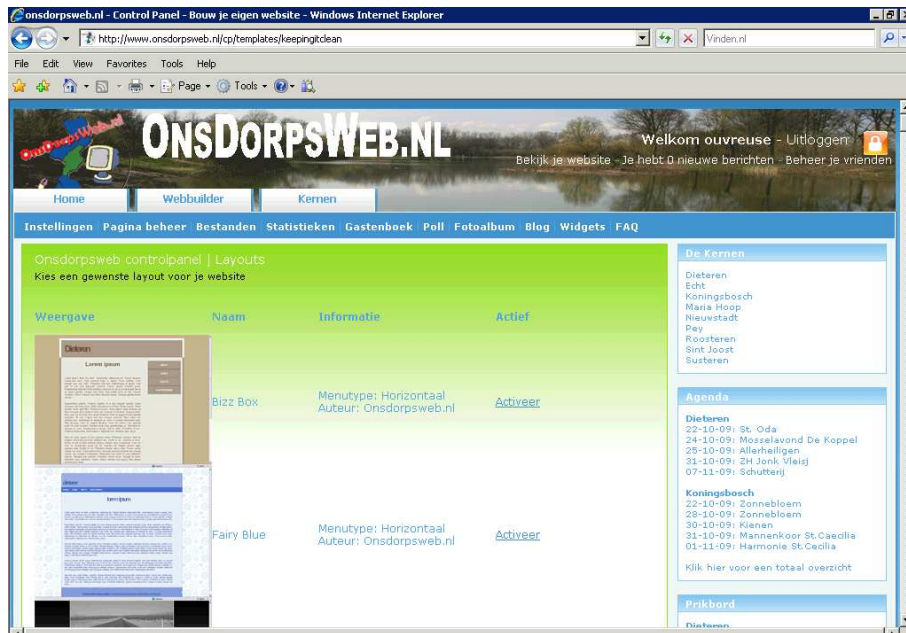 onsdorpsweb.nl - Control Panel - Bouw je eigen website - Windows Internet Explorer
http://www.onsdorpsweb.nl/cp/templates/keepingitclean
Vinden.nl
File Edit View Favorites Tools Help
Page Tools
OnsDorpsWeb.nl
ONSDORPSWEB.NL
Welkom ouvreuse - Uitloggen
Bekijk je website - Je hebt 0 nieuwe berichten - Beheer je vrienden
Home Webbuilder Kernen
Instellingen Pagina beheer Bestanden Statistieken Gastenboek Poll Fotoalbum Blog Widgets FAQ
Onsdorpsweb controlpanel | Layouts
Kies een gewenste layout voor je website
Weergave Naam Informatie Actief
Dieteren
Lorem ipsum
Bizz Box
Menutype: Horizontaal
Auteur: Onsdorpsweb.nl
Activeer
dieteren
lorem ipsum
Fairy Blue
Menutype: Horizontaal
Auteur: Onsdorpsweb.nl
Activeer
De Kernen
Dieteren
Echt
Koningsbosch
Maria Hoop
Nieuwstadt
Pey
Roosteren
Sint Joost
Susteren
Agenda
Dieteren
22-10-09: St. Oda
24-10-09: Mosselavond De Koppel
25-10-09: Allerheiligen
31-10-09: ZH Jonk Vleisj
07-11-09: Schutterij
Koningsbosch
22-10-09: Zonnebloem
28-10-09: Zonnebloem
30-10-09: Kienen
31-10-09: Mannenkoor St.Caecilia
01-11-09: Harmonie St.Cecilia
Klik hier voor een totaal overzicht
Prikbord
Dieteren